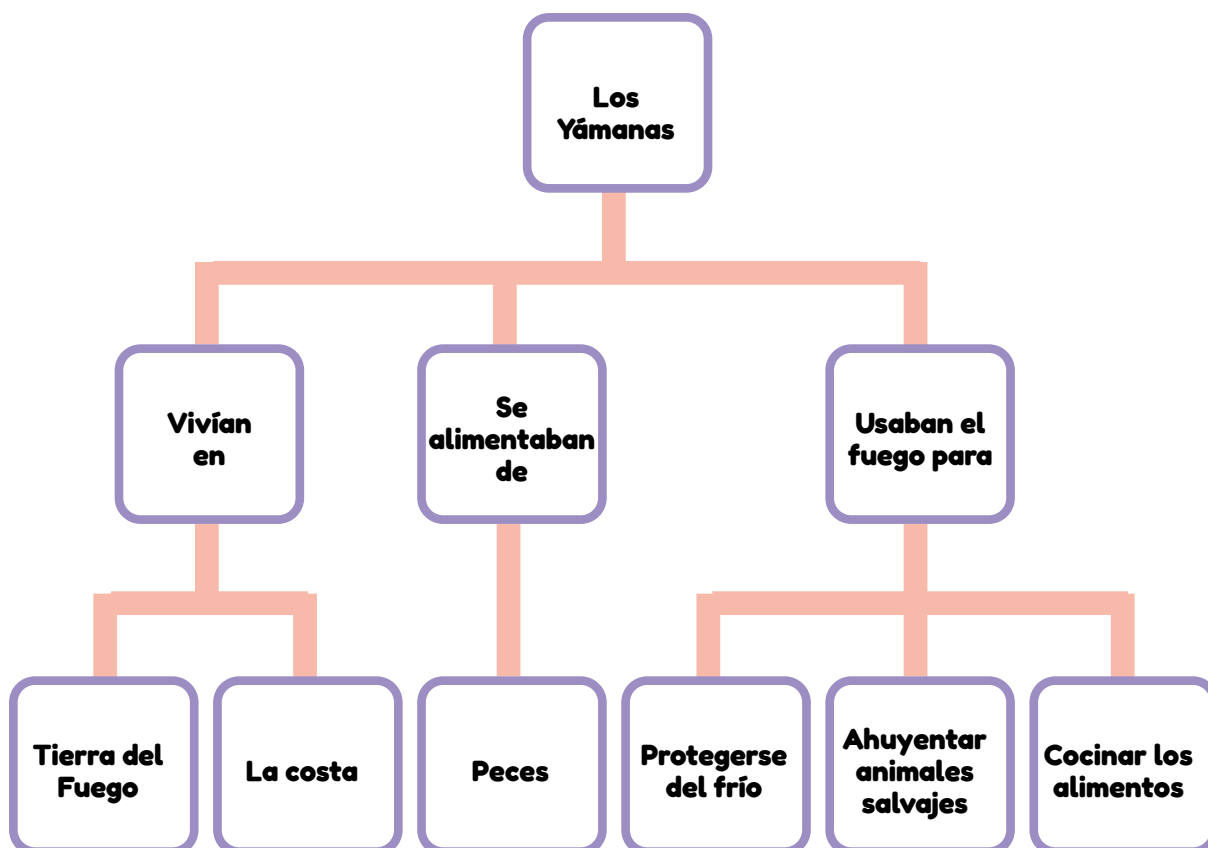 Los
Yámanas
Vivían
en
Se
alimentaban
de
Usaban el
fuego para
Tierra del
Fuego
La costa
Peces
Protegerse
del frío
Ahuyentar
animales
salvajes
Cocinar los
alimentos